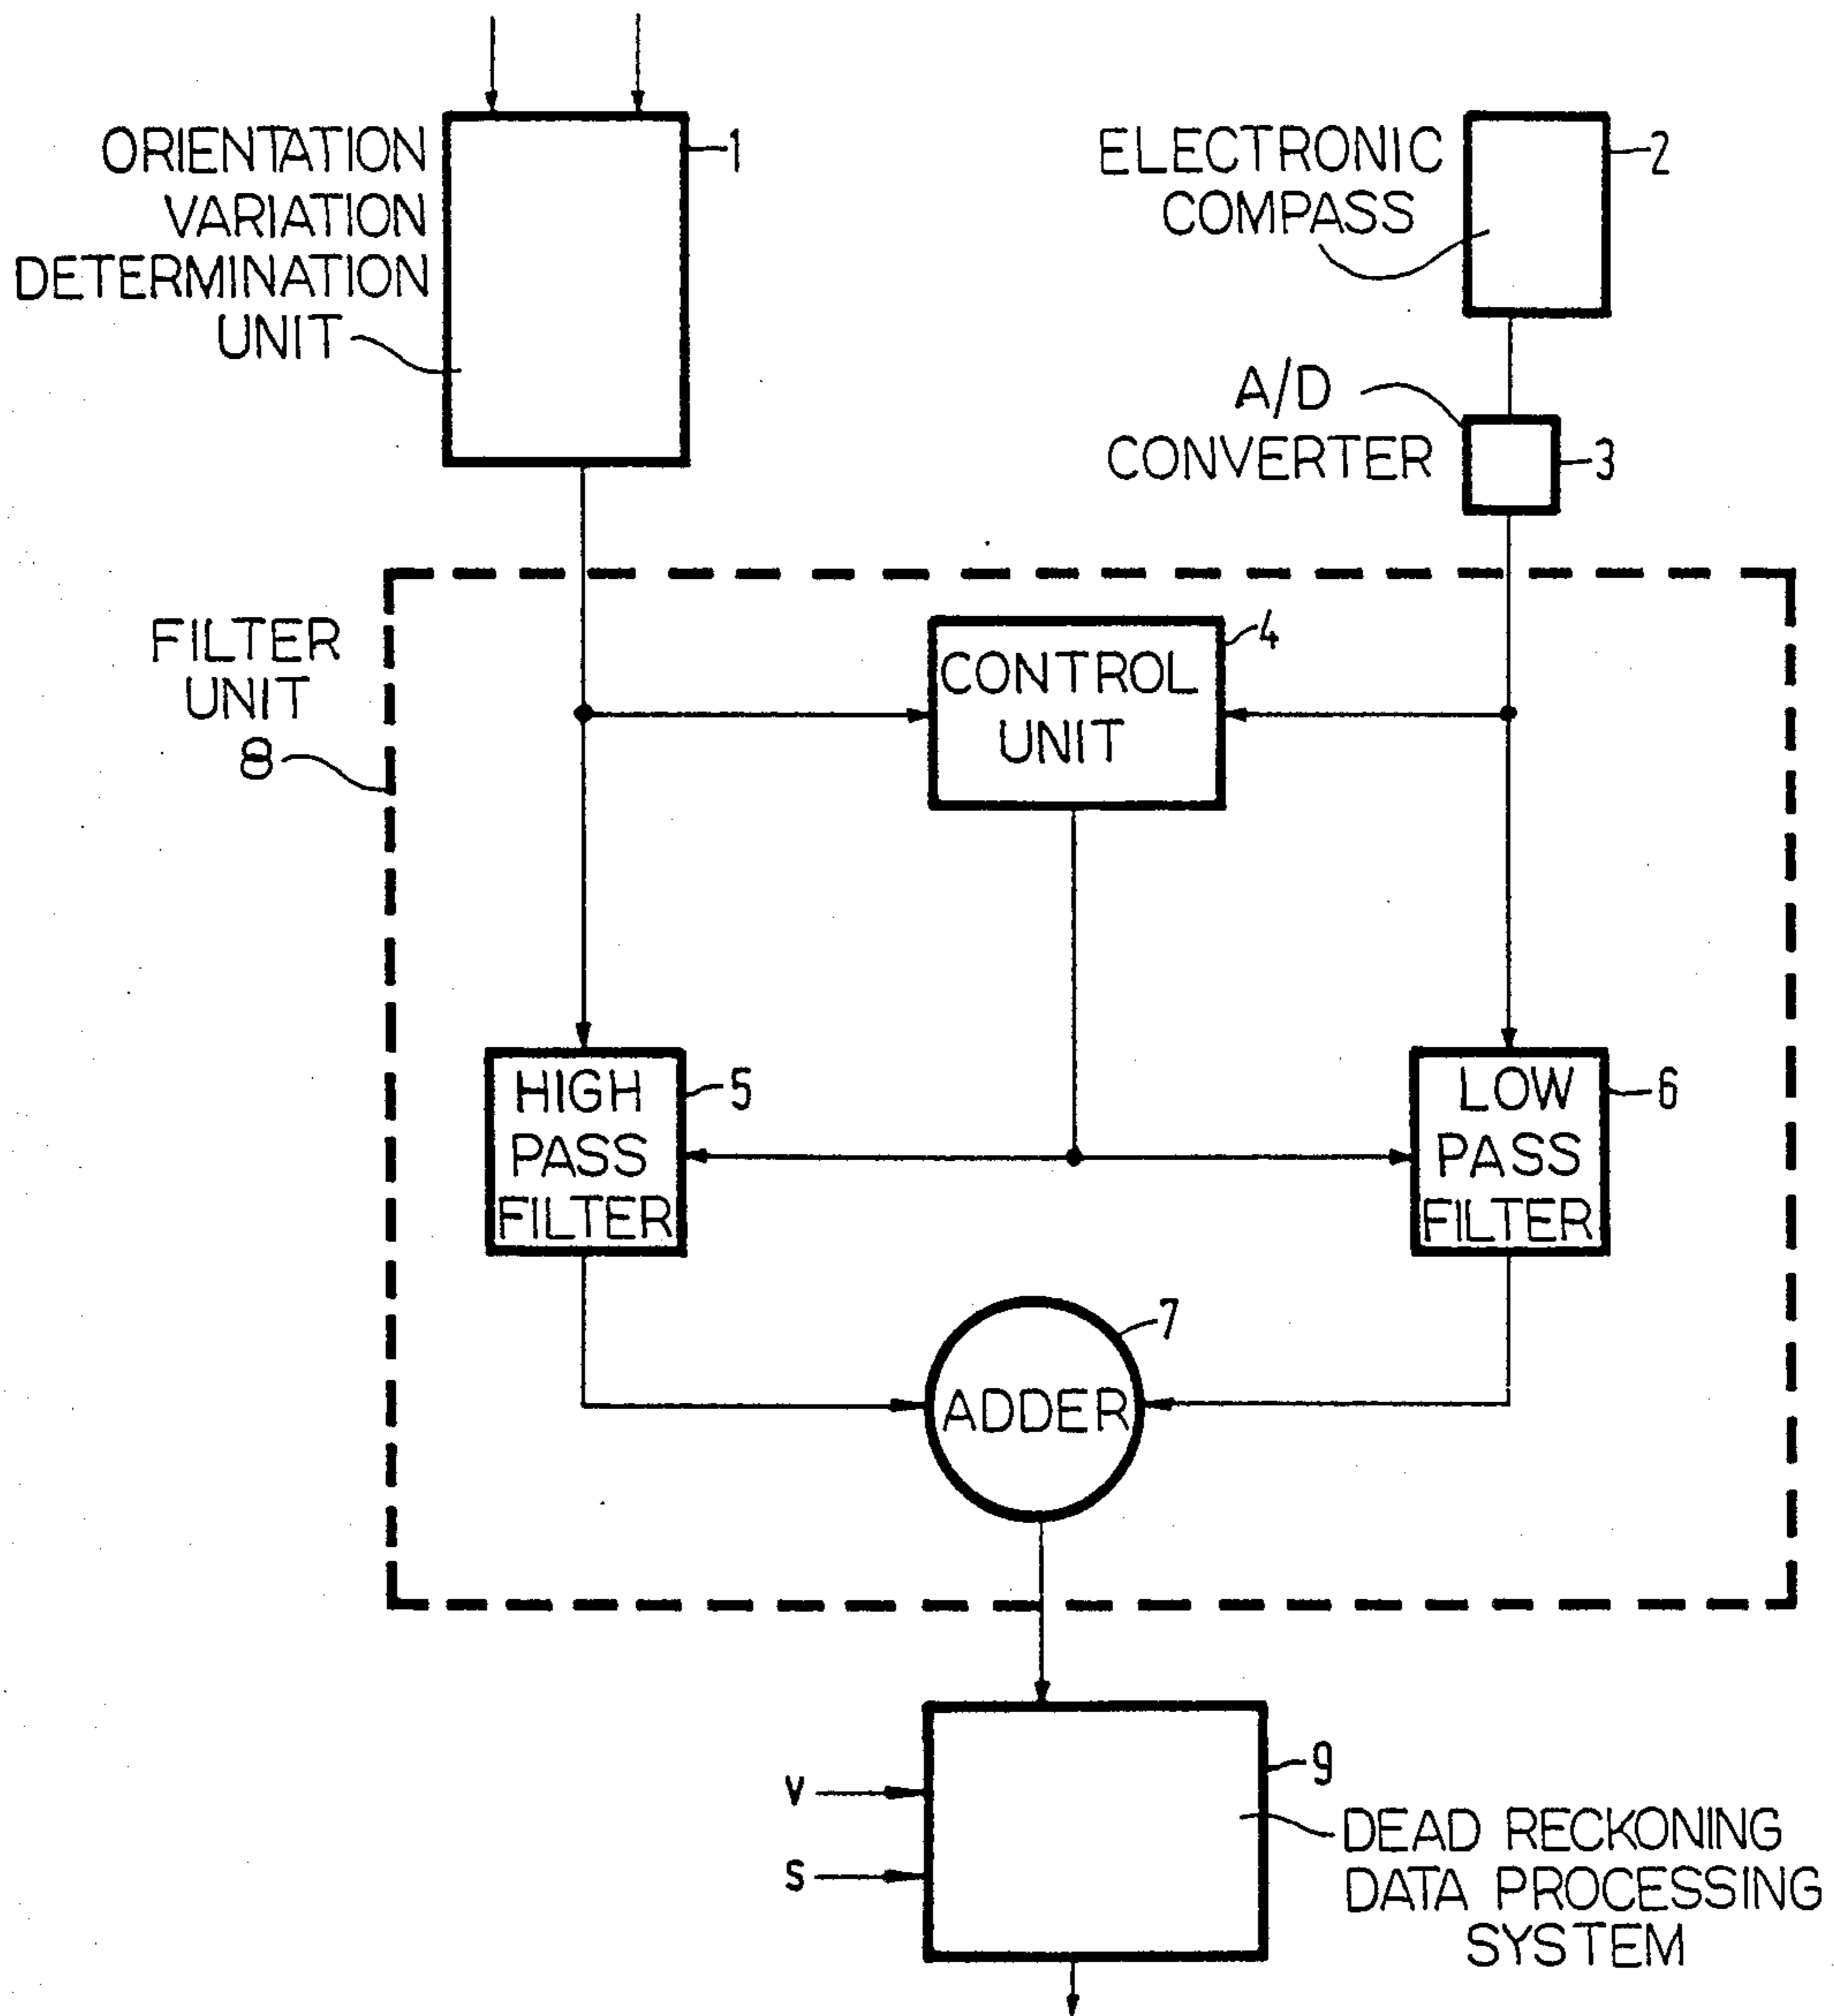 ORIENTATION
VARIATION
DETERMINATION
UNIT
1
ELECTRONIC
COMPASS
2
A/D
CONVERTER
3
FILTER
UNIT
8
CONTROL
UNIT
4
HIGH
PASS
FILTER
5
LOW
PASS
FILTER
6
ADDER
7
V
S
9
DEAD RECKONING
DATA PROCESSING
SYSTEM